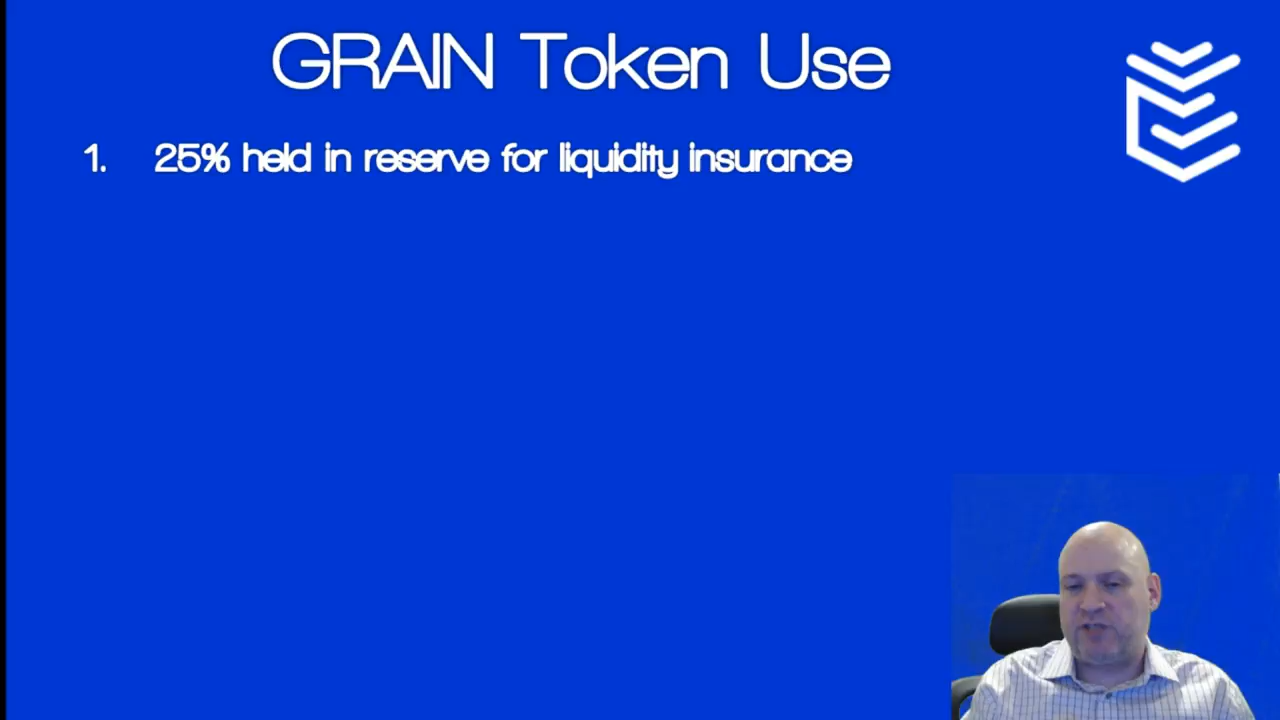 GRAIN Token Use
1. 25% held in reserve for liquidity insurance